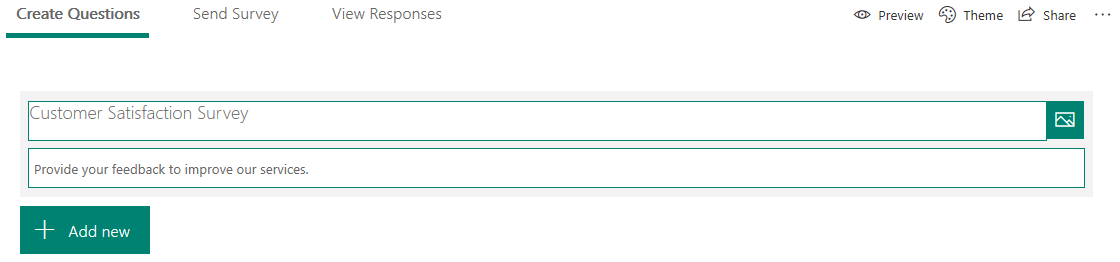 Create Questions Send Survey View Responses Preview Theme Share ...
Customer Satisfaction Survey
Provide your feedback to improve our services.
Add new